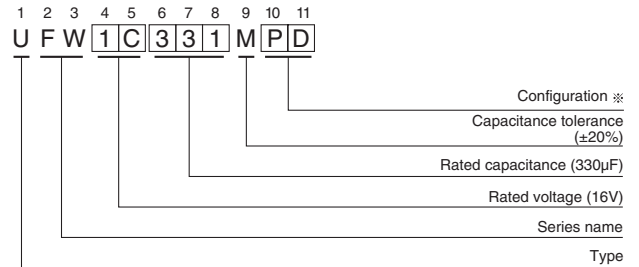 1 2 3 4 5 6 7 8 9 10 11
U F W 1 C 3 3 1 M P D
Configuration ※
Capacitance tolerance
(±20%)
Rated capacitance (330µF)
Rated voltage (16V)
Series name
Type